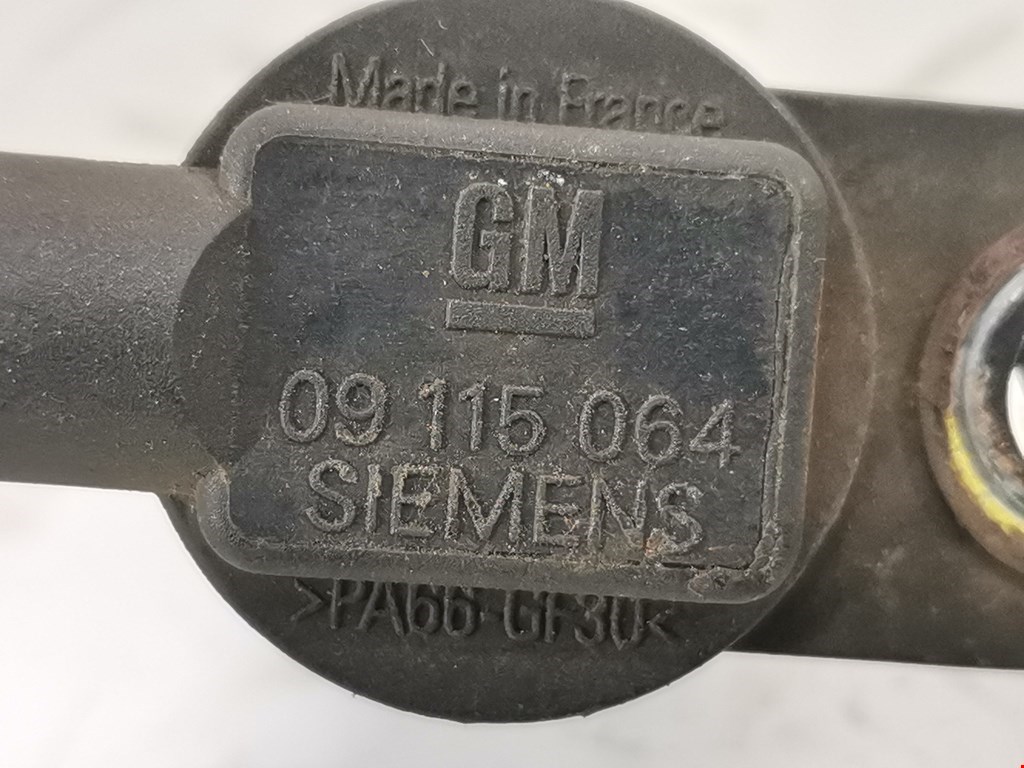 Made in France
GM
09 115 064
SIEMENS
>PA66-GF30<